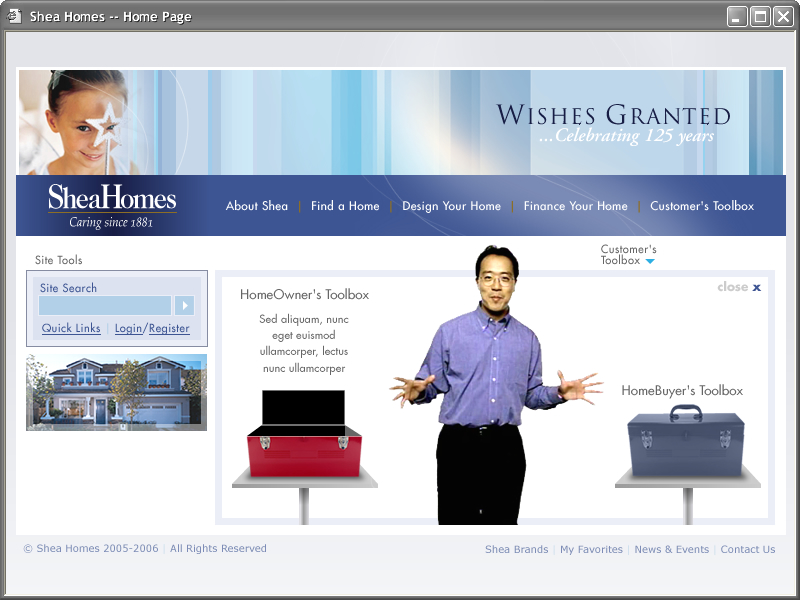 Shea Homes -- Home Page
WISHES GRANTED
...Celebrating 125 years
SheaHomes
Caring since 1881
About Shea | Find a Home | Design Your Home | Finance Your Home | Customer's Toolbox
Site Tools
Site Search
Quick Links | Login/Register
Customer's
Toolbox
close x
HomeOwner's Toolbox
Sed aliquam, nunc
eget euismod
ullamcorper, lectus
nunc ullamcorper
HomeBuyer's Toolbox
© Shea Homes 2005-2006 | All Rights Reserved
Shea Brands | My Favorites | News & Events | Contact Us